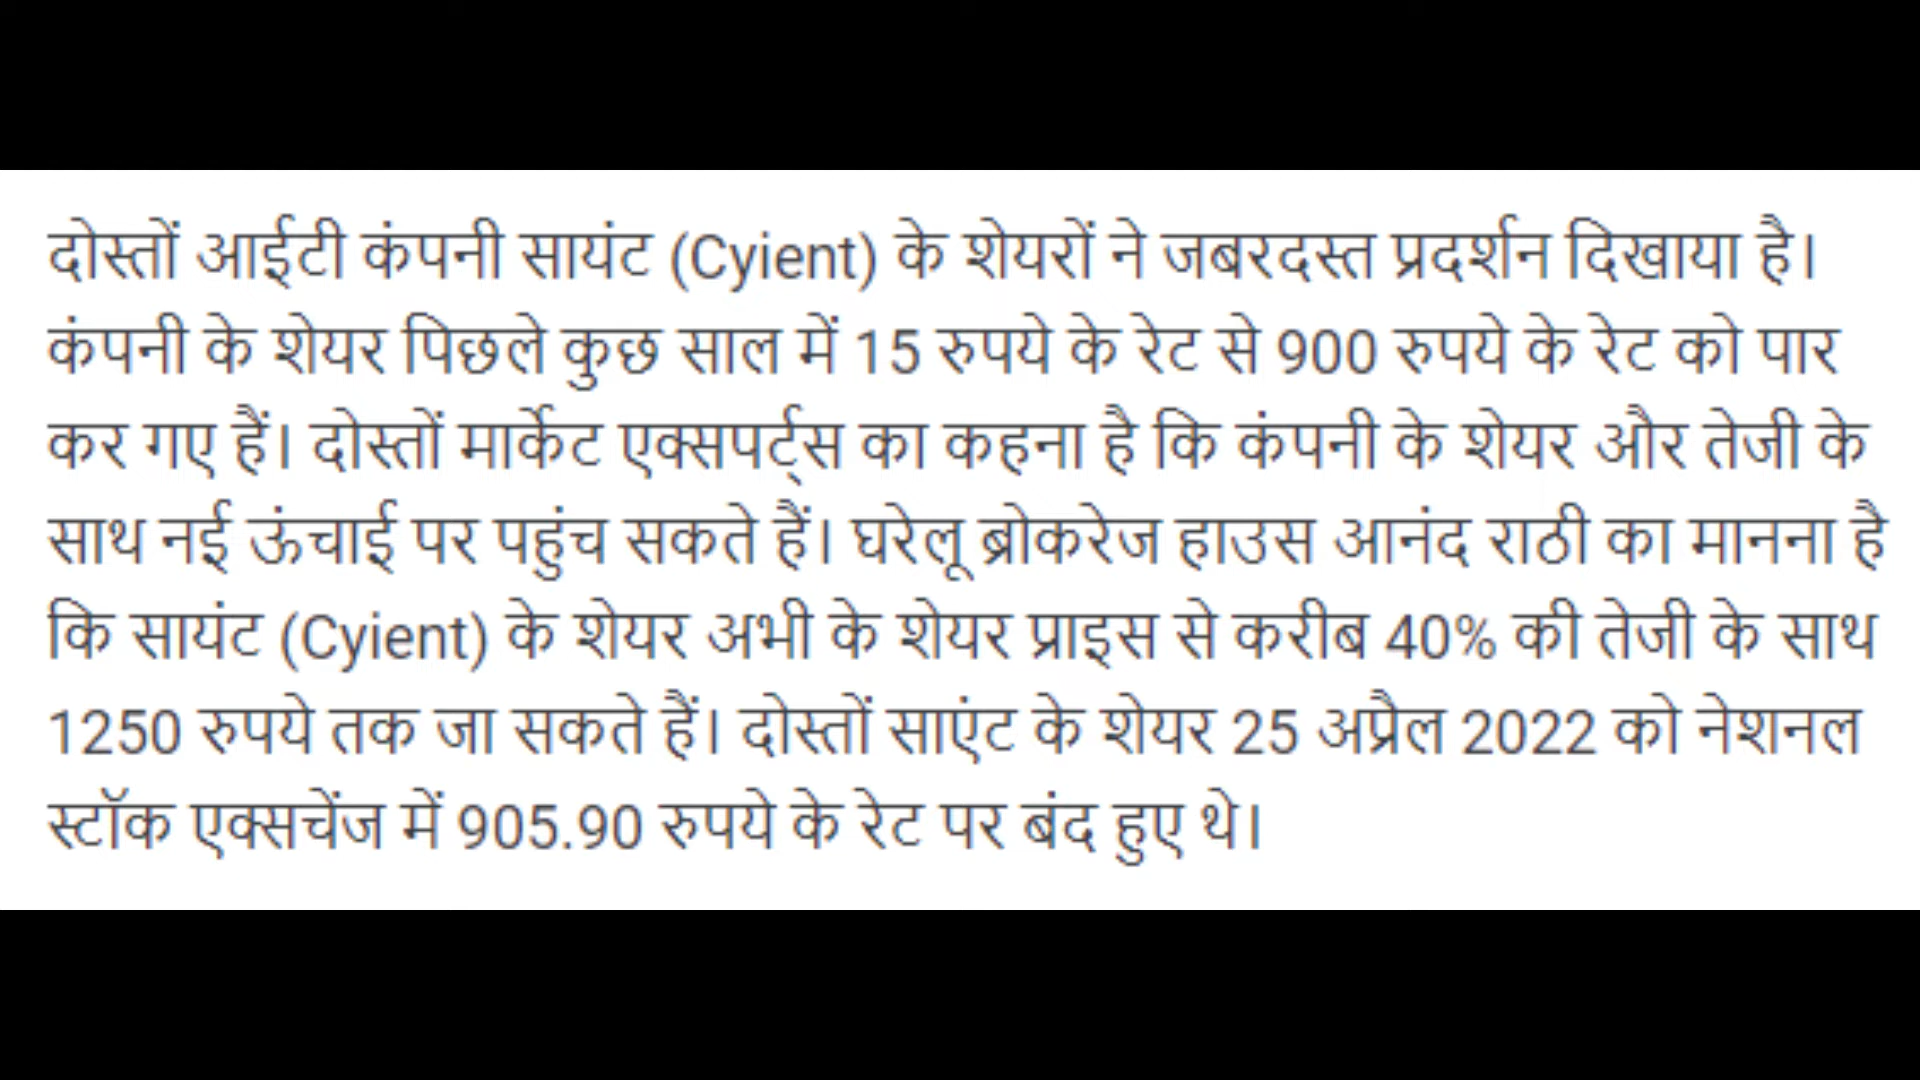 दोस्तों आईटी कंपनी सायंट (Cyient) के शेयरों ने जबरदस्त प्रदर्शन दिखाया है।
कंपनी के शेयर पिछले कुछ साल में 15 रुपये के रेट से 900 रुपये के रेट को पार
कर गए हैं। दोस्तों मार्केट एक्सपर्ट्स का कहना है कि कंपनी के शेयर और तेजी के
साथ नई ऊंचाई पर पहुंच सकते हैं। घरेलू ब्रोकरेज हाउस आनंद राठी का मानना है
कि सायंट (Cyient) के शेयर अभी के शेयर प्राइस से करीब 40% की तेजी के साथ
1250 रुपये तक जा सकते हैं। दोस्तों साएंट के शेयर 25 अप्रैल 2022 को नेशनल
स्टॉक एक्सचेंज में 905.90 रुपये के रेट पर बंद हुए थे।